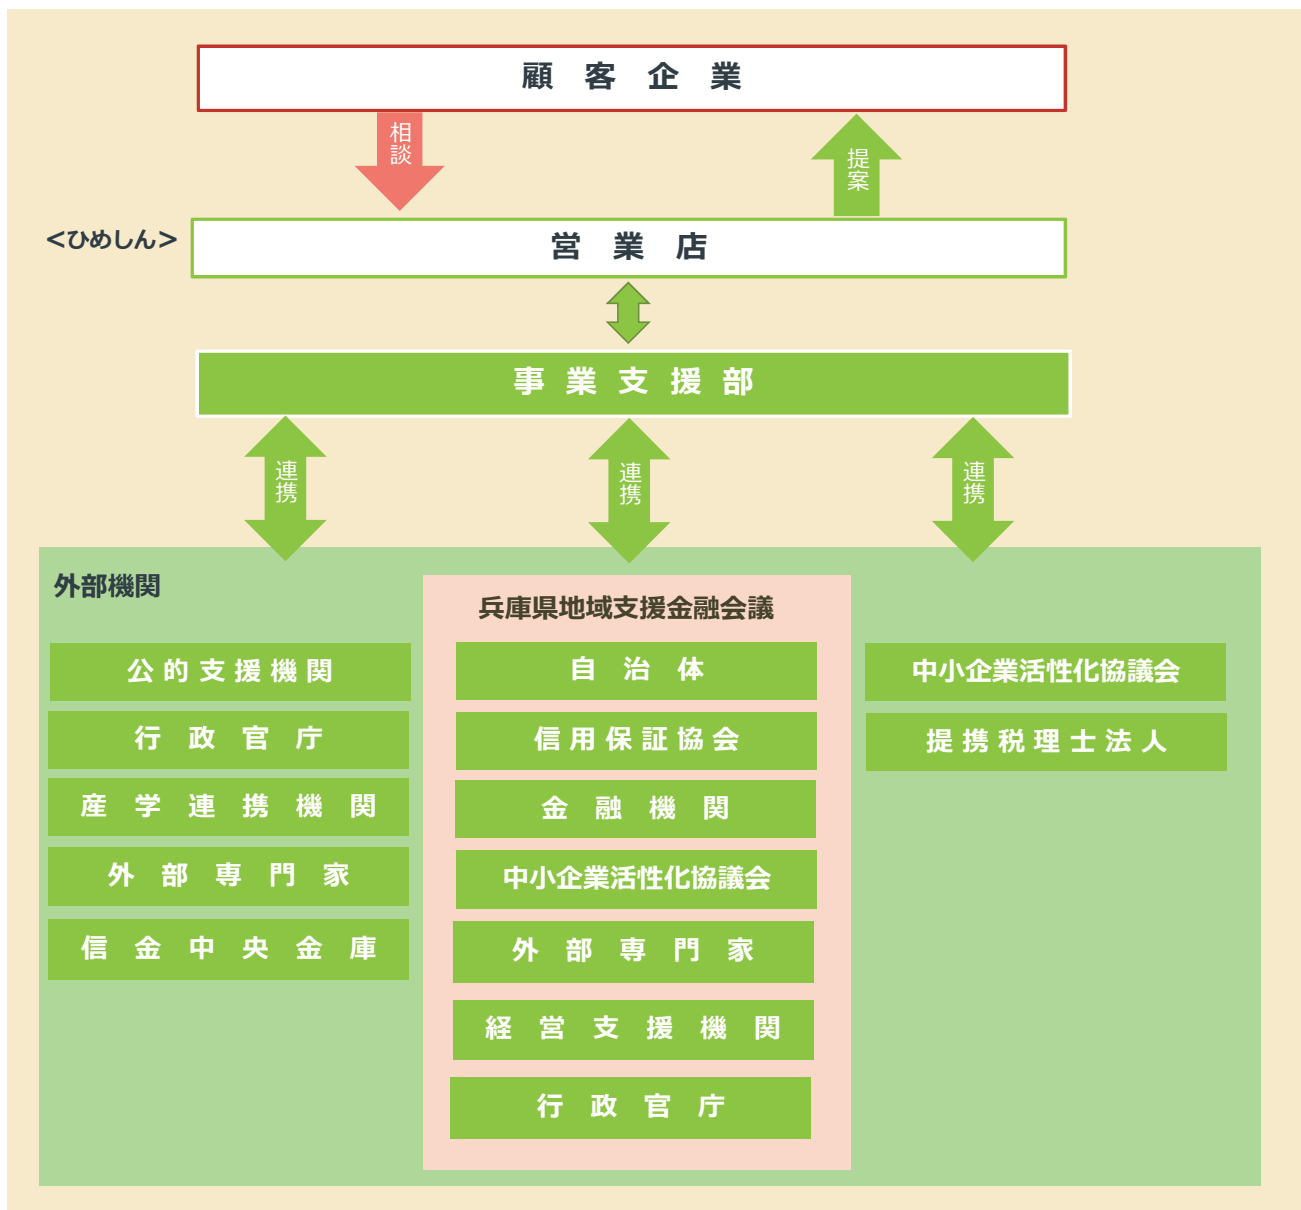 顧客企業
相談
提案
<ひめしん>
営業店
事業支援部
連携
連携
連携
外部機関
公的支援機関
行政官庁
産学連携機関
外部専門家
信金中央金庫
兵庫県地域支援金融会議
自治体
信用保証協会
金融機関
中小企業活性化協議会
外部専門家
経営支援機関
行政官庁
中小企業活性化協議会
提携税理士法人